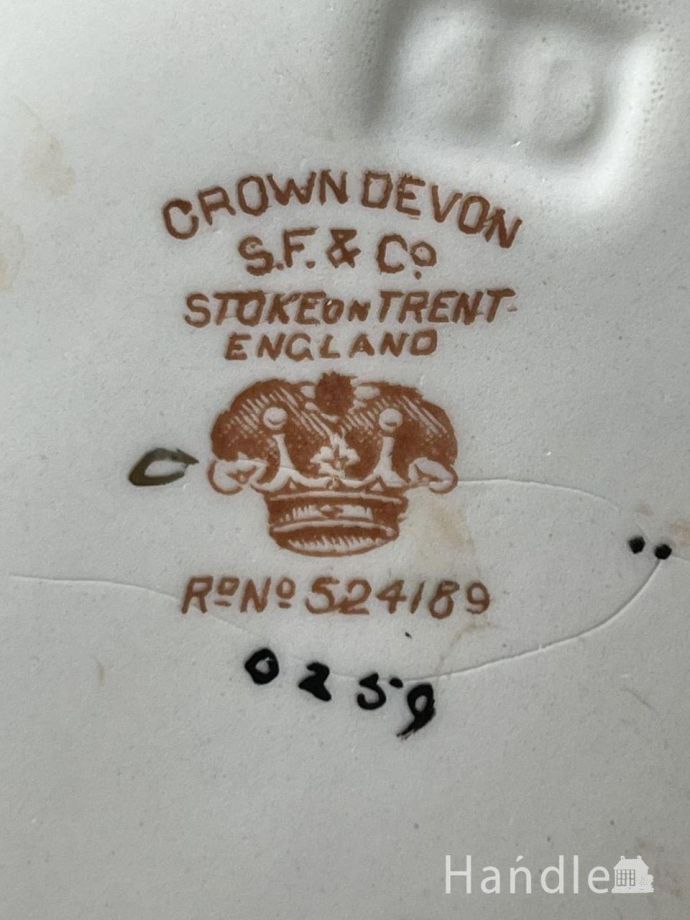 CROWN DEVON
S.F. & Co
STOKE ON TRENT
ENGLAND
C
RD No 524189
0259
Handle